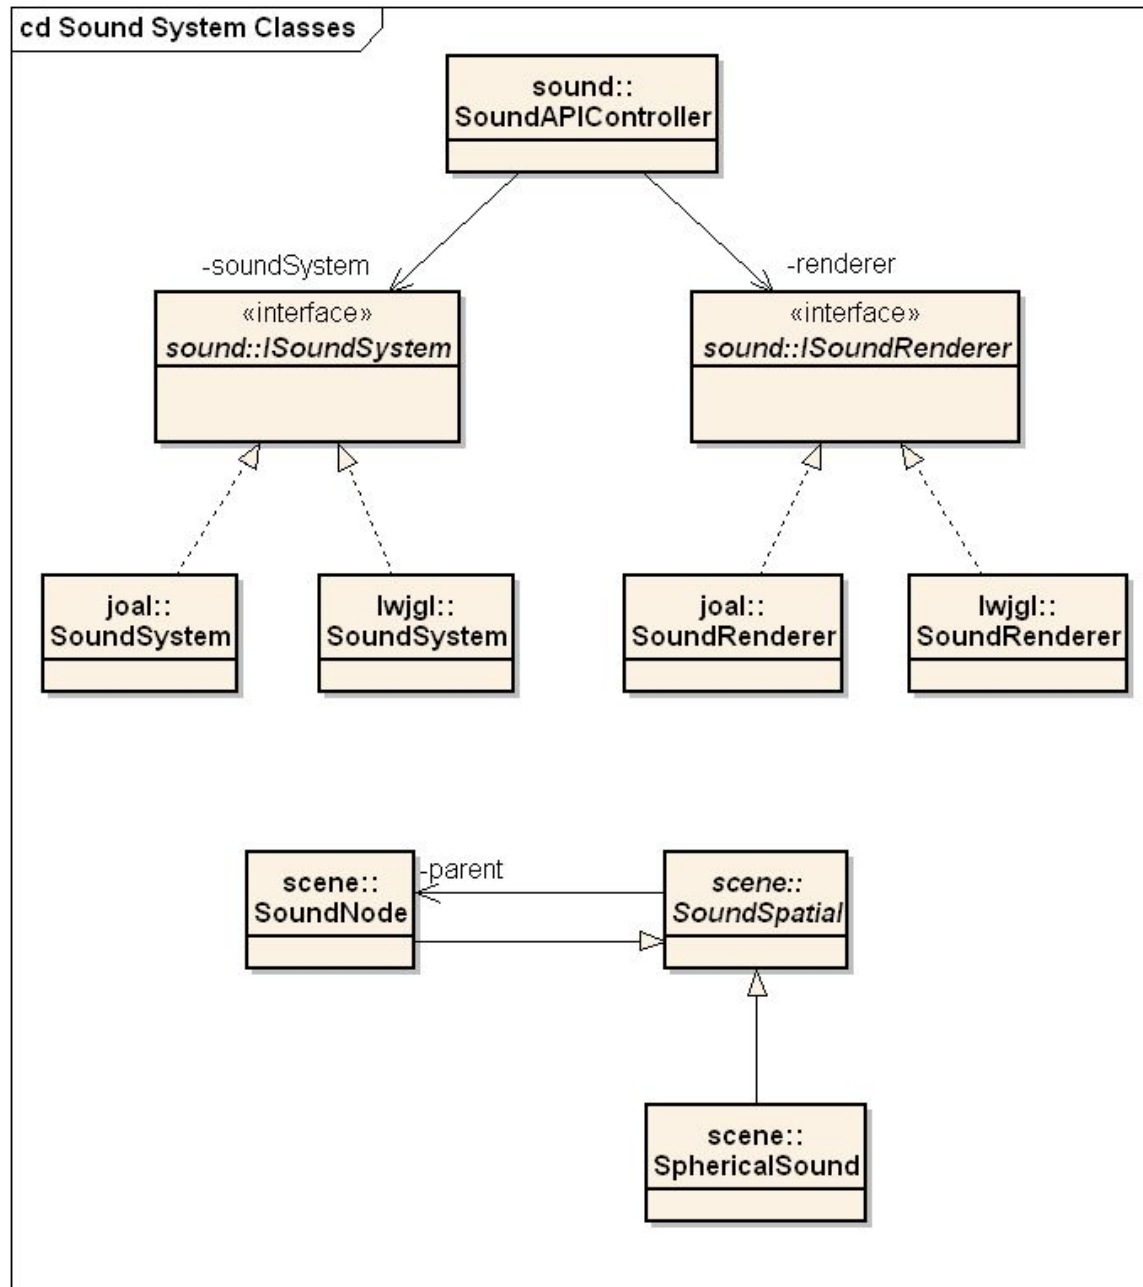 cd Sound System Classes
sound::
SoundAPIController
-soundSystem
-renderer
«interface»
sound::ISoundSystem
«interface»
sound::ISoundRenderer
joal::
SoundSystem
lwjgl::
SoundSystem
joal::
SoundRenderer
lwjgl::
SoundRenderer
scene::
SoundNode
-parent
scene::
SoundSpatial
scene::
SphericalSound